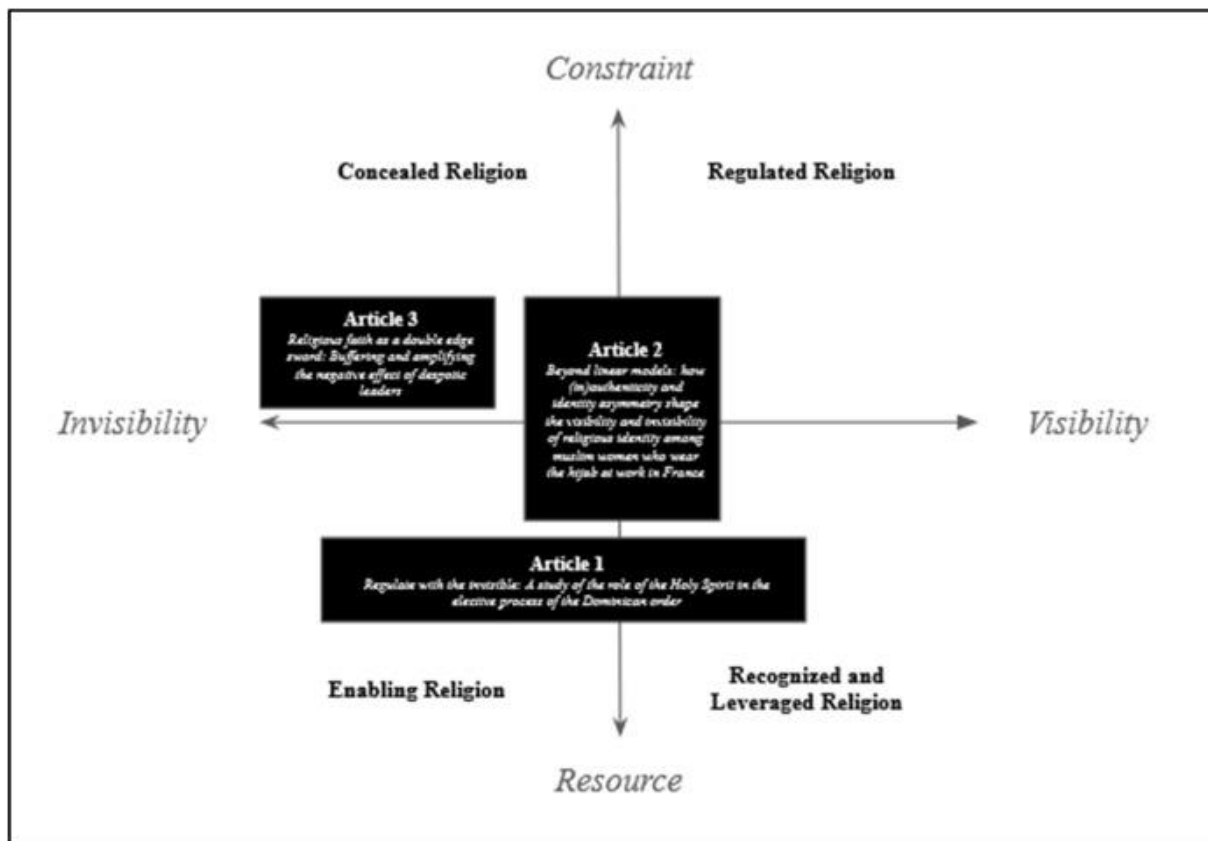 Constraint
Concealed Religion
Regulated Religion
Article 3
Religious faith as a double edge
sword: Buffering and amplifying
the negative effect of despotic
leaders
Article 2
Beyond linear models: how
(in)authenticity and
identity asymmetry shape
the visibility and invisibility
of religious identity among
muslim women who wear
the hijab at work in France
Invisibility
Visibility
Article 1
Regulate with the invisible: A study of the role of the Holy Spirit in the
elective process of the Dominican order
Enabling Religion
Recognized and
Leveraged Religion
Resource